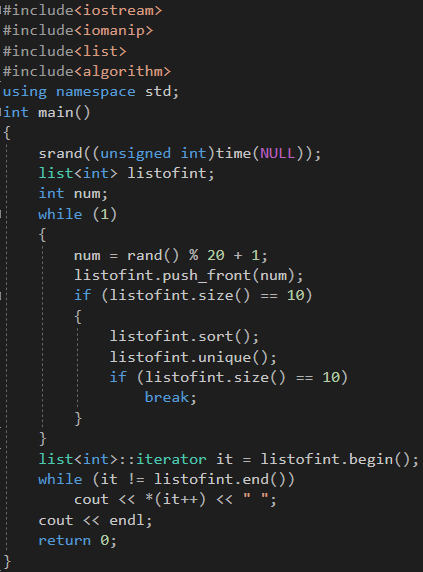 #include<iostream>
#include<iomanip>
#include<list>
#include<algorithm>
using namespace std;
int main()
{
    srand((unsigned int)time(NULL));
    list<int> listofint;
    int num;
    while (1)
    {
        num = rand() % 20 + 1;
        listofint.push_front(num);
        if (listofint.size() == 10)
        {
            listofint.sort();
            listofint.unique();
            if (listofint.size() == 10)
                break;
        }
    }
    list<int>::iterator it = listofint.begin();
    while (it != listofint.end())
        cout << *(it++) << " ";
    cout << endl;
    return 0;
}